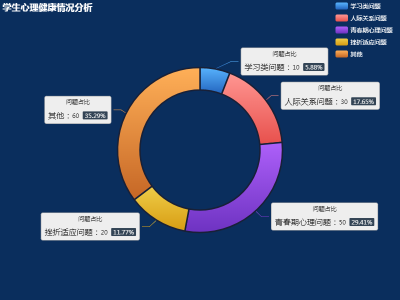 学生心理健康情况分析
学习类问题
人际关系问题
青春期心理问题
挫折适应问题
其他
问题占比
学习类问题：10 5.88%
问题占比
人际关系问题：30 17.65%
问题占比
其他：60 35.29%
问题占比
青春期心理问题：50 29.41%
问题占比
挫折适应问题：20 11.77%